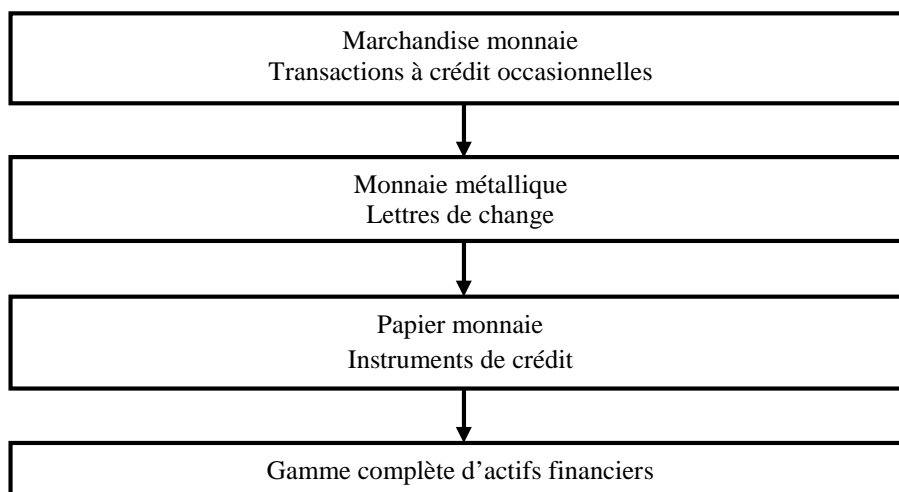 Marchandise monnaie
Transactions à crédit occasionnelles
Monnaie métallique
Lettres de change
Papier monnaie
Instruments de crédit
Gamme complète d’actifs financiers